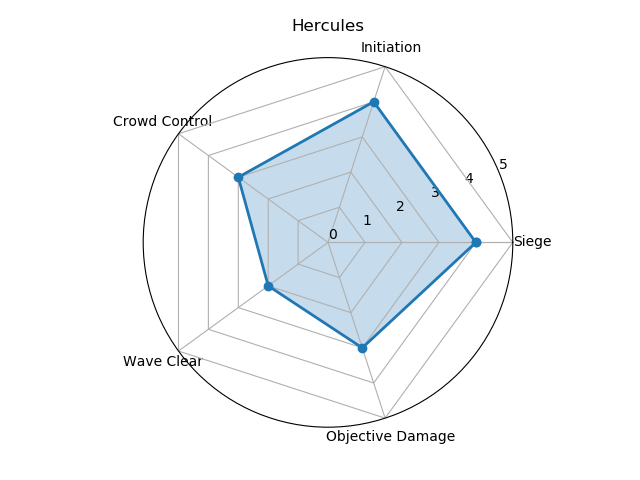 Hercules
Initiation
Crowd Control
5
4
3
2
1
0
Siege
Wave Clear
Objective Damage